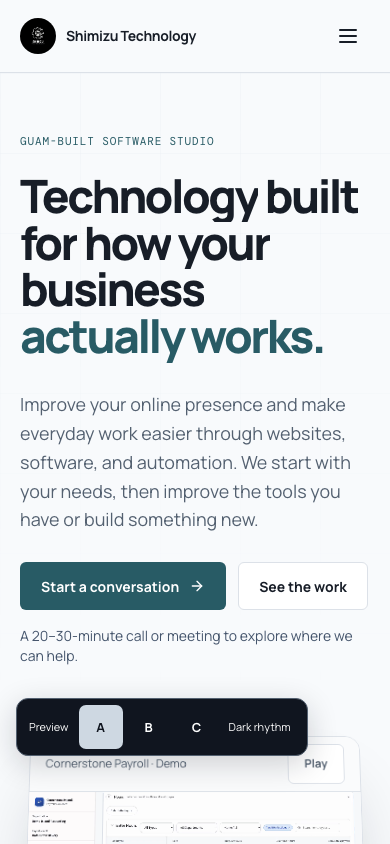 Shimizu Technology
GUAM-BUILT SOFTWARE STUDIO
Technology built
for how your
business
actually works.
Improve your online presence and make
everyday work easier through websites,
software, and automation. We start with
your needs, then improve the tools you
have or build something new.
Start a conversation
See the work
A 20–30-minute call or meeting to explore where we
can help.
Preview A B C Dark rhythm
Cornerstone Payroll · Demo
Play